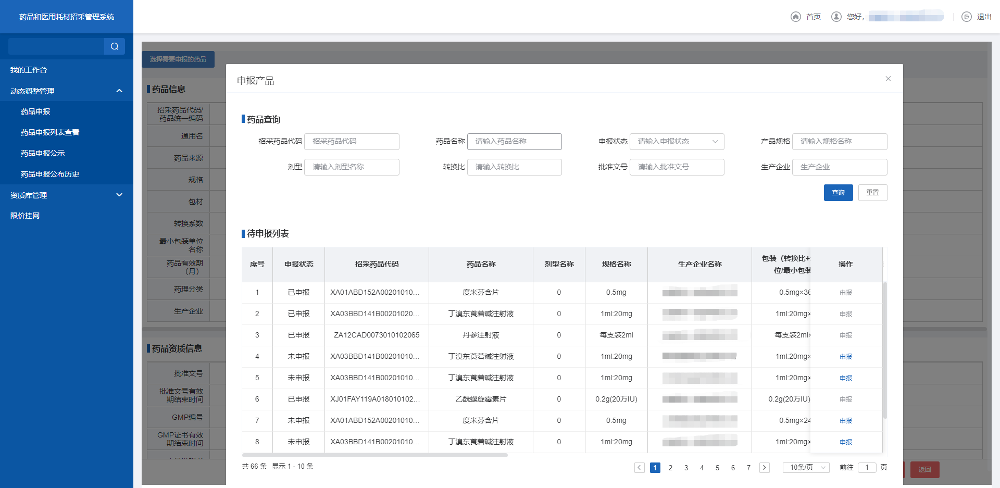 药品和医用耗材招采管理系统
首页
您好，
退出
我的工作台
动态调整管理
药品申报
药品申报列表查看
药品申报公示
药品申报公布历史
资质库管理
限价挂网
选择需要申报的药品
药品信息
招采药品代码/
药品统一编码
通用名
药品来源
规格
包材
转换系数
最小包装单位
名称
药品有效期
（月）
药理分类
生产企业
药品资质信息
批准文号
批准文号有效
期结束时间
GMP编号
GMP证书有效
期结束时间
返回
申报产品
药品查询
招采药品代码 招采药品代码 药品名称 请输入药品名称 申报状态 请输入申报状态 产品规格 请输入规格名称
剂型 请输入剂型名称 转换比 请输入转换比 批准文号 请输入批准文号 生产企业 生产企业
查询 重置
待申报列表
序号 申报状态 招采药品代码 药品名称 剂型名称 规格名称 生产企业名称 包装（转换比+ 操作
位/最小包装
1 已申报 XA01ABD152A00201010... 度米芬含片 0 0.5mg 0.5mg×36 申报
2 已申报 XA03BBD141B00201020... 丁溴东莨菪碱注射液 0 1ml:20mg 1ml:20mg× 申报
3 已申报 ZA12CAD0073010102065 丹参注射液 0 每支装2ml 每支装2ml× 申报
4 未申报 XA03BBD141B00201010... 丁溴东莨菪碱注射液 0 1ml:20mg 1ml:20mg× 申报
5 未申报 XA03BBD141B00201010... 丁溴东莨菪碱注射液 0 1ml:20mg 1ml:20mg× 申报
6 已申报 XJ01FAY119A018010102... 乙酰螺旋霉素片 0 0.2g(20万IU) 0.2g(20万IU) 申报
7 未申报 XA01ABD152A00201010... 度米芬含片 0 0.5mg 0.5mg×24 申报
8 未申报 XA03BBD141B00201010... 丁溴东莨菪碱注射液 0 1ml:20mg 1ml:20mg× 申报
共 66 条 显示 1 - 10 条 1 2 3 4 5 6 7 10条/页 前往 1 页